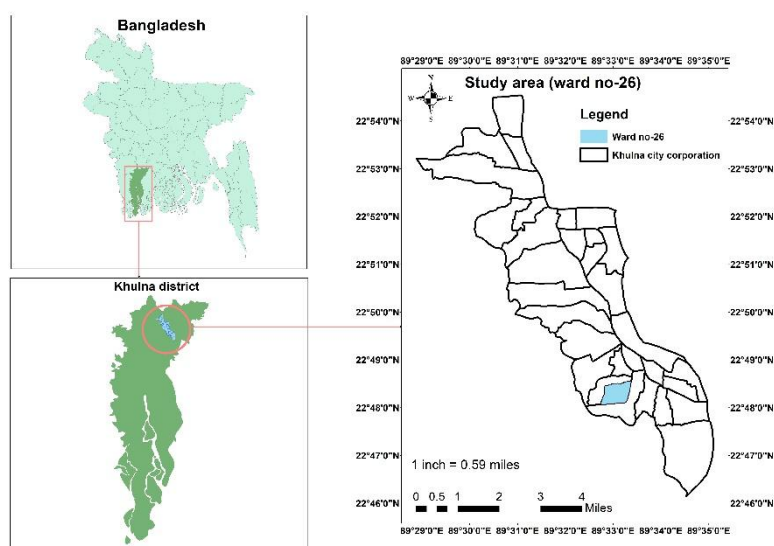 Bangladesh
Khulna district
89°29'0"E 89°30'0"E 89°31'0"E 89°32'0"E 89°33'0"E 89°34'0"E 89°35'0"E
Study area (ward no-26)
N
W E
S
Legend
Ward no-26
Khulna city corporation
22°54'0"N 22°54'0"N
22°53'0"N 22°53'0"N
22°52'0"N 22°52'0"N
22°51'0"N 22°51'0"N
22°50'0"N 22°50'0"N
22°49'0"N 22°49'0"N
22°48'0"N 22°48'0"N
22°47'0"N 22°47'0"N
22°46'0"N 22°46'0"N
1 inch = 0.59 miles
0 0.5 1 2 3 4
Miles
89°29'0"E 89°30'0"E 89°31'0"E 89°32'0"E 89°33'0"E 89°34'0"E 89°35'0"E